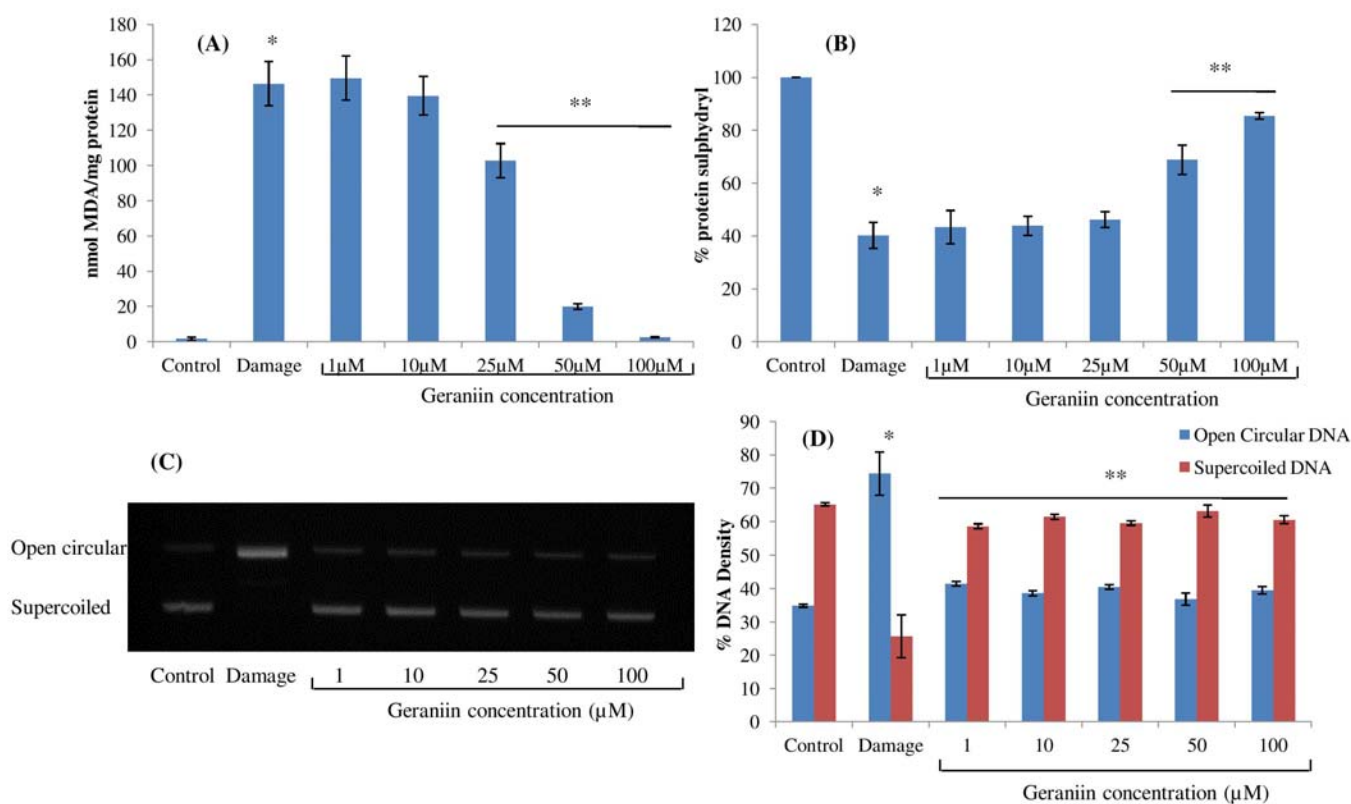 (A)
*
**
nmol MDA/mg protein
180
160
140
120
100
80
60
40
20
0
Control Damage 1µM 10µM 25µM 50µM 100µM
Geraniin concentration
(B)
*
**
% protein sulphydryl
120
100
80
60
40
20
0
Control Damage 1µM 10µM 25µM 50µM 100µM
Geraniin concentration
(C)
Open circular
Supercoiled
Control Damage 1 10 25 50 100
Geraniin concentration (µM)
(D)
*
**
Open Circular DNA
Supercoiled DNA
% DNA Density
90
80
70
60
50
40
30
20
10
0
Control Damage 1 10 25 50 100
Geraniin concentration (µM)